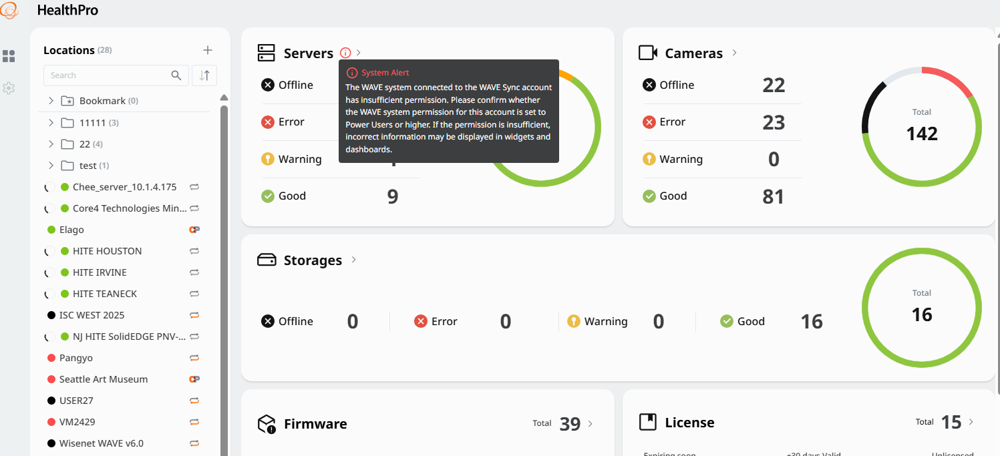 HealthPro
Locations (28)
Search
Bookmark (0)
11111 (3)
22 (4)
test (1)
Chee_server_10.1.4.175
Core4 Technologies Min...
Elago
HITE HOUSTON
HITE IRVINE
HITE TEANECK
ISC WEST 2025
NJ HITE SolidEDGE PNV-...
Pangyo
Seattle Art Museum
USER27
VM2429
Wisenet WAVE v6.0
Servers
System Alert
The WAVE system connected to the WAVE Sync account
has insufficient permission. Please confirm whether
the WAVE system permission for this account is set to
Power Users or higher. If the permission is insufficient,
incorrect information may be displayed in widgets and
dashboards.
Offline
Error
Warning
Good 9
Cameras
Offline 22
Error 23
Warning 0
Good 81
Total
142
Storages
Offline 0 Error 0 Warning 0 Good 16
Total
16
Firmware Total 39
License Total 15
Expiring soon +30 days Valid Unlicensed